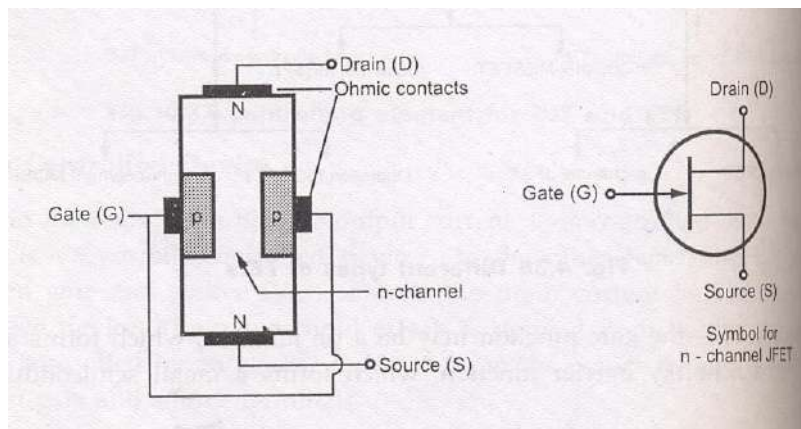 Drain (D)
Ohmic contacts
N
Gate (G)
p
p
n-channel
N
Source (S)
Drain (D)
Gate (G)
Source (S)
Symbol for
n - channel JFET